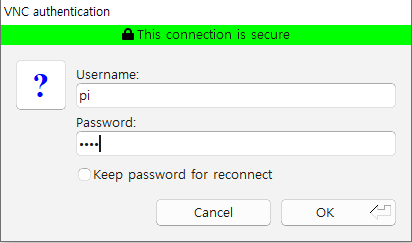 VNC authentication
This connection is secure
?
Username:
pi
Password:
••••
Keep password for reconnect
Cancel
OK